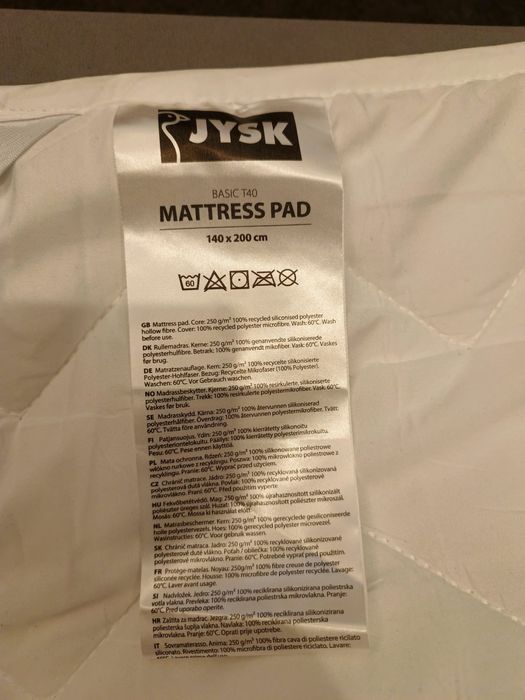 JYSK
BASIC T40
MATTRESS PAD
140 x 200 cm
60
GB Mattress pad. Core: 250 g/m² 100% recycled siliconised polyester
hollow fibre. Cover: 100% recycled polyester microfibre. Wash: 60°C. Wash
before use.
DK Rullemadras. Kerne: 250 g/m² 100% genanvendte silikoniserede
polyesterhulfibre. Betræk: 100% genanvendt mikrofiber. Vask: 60°C. Vaskes
før brug.
DE Matratzenauflage. Kern: 250 g/m² 100% recycelte silikonisierte
Polyester-Hohlfaser. Bezug: Recycelte Mikrofaser (100% Polyester).
Waschen: 60°C. Vor Gebrauch waschen.
NO Madrassbeskytter. Kjerne: 250 g/m² 100% resirkulerte, silikoniserte
polyesterhulfiber. Trekk: 100% resirkulert polyestermikrofiber. Vask: 60°C.
Vaskes før bruk.
SE Madrasskydd. Kärna: 250 g/m² 100% återvunnen silikoniserad
polyesterhålfiber. Överdrag: 100% återvunnen polyestermikrofiber. Tvätt:
60°C. Tvätta före användning.
FI Patjansuojus. Ydin: 250 g/m² 100% kierrätetty silikonoitu
polyesteriontelokuitu. Päällys: 100% kierrätetty polyesterimikrokuitu.
Pesu: 60°C. Pese ennen käyttöä.
PL Mata ochronna. Rdzeń: 250 g/m² 100% silikonowane poliestrowe
włókno rurkowe z recyklingu. Poszwa: 100% mikrowłókno poliestrowe z
recyklingu. Pranie: 60°C. Wyprać przed użyciem.
CZ Chránič matrace. Jádro: 250 g/m² 100% recyklovaná silikonizovaná
polyesterová dutá vlákna. Povlak: 100% recyklované polyesterové
mikrovlákno. Praní: 60°C. Před použitím vyperte
HU Fekvőbetétvédő. Mag: 250 g/m² 100% újrahasznosított szilikonizált
poliészter üreges szál. Huzat: 100% újrahasznosított poliészter mikroszál.
Mosás: 60°C. Mossa ki használat előtt.
NL Matrasbeschermer. Kern: 250 g/m² 100% gerecyclede gesiliconiseerde
holle polyestervezels. Hoes: 100% gerecycled polyester microvezel.
Wasinstructies: 60°C. Voor gebruik wassen.
SK Chránič matraca. Jadro: 250 g/m² 100% recyklované silikonizované
polyesterové duté vlákno. Poťah / obliečka: 100% recyklované
polyesterové mikrovlákno. Pranie: 60°C. Potrebné vyprať pred použitím.
FR Protège-matelas. Noyau: 250 g/m² 100% fibre creuse de polyester
siliconée recyclée. Housse: 100% microfibre de polyester recyclée. Lavage:
60°C. Laver avant usage.
SI Nadvložek. Jedro: 250 g/m² 100% reciklirana silikonizirana poliestrska
votla vlakna. Prevleka: 100% reciklirana poliestrska mikrovlakna. Pranje:
60°C. Pred uporabo operite.
HR Zaštita za madrac. Jezgra: 250 g/m² 100% reciklirana silikonizirana
poliesterska šuplja vlakna. Navlaka: 100% reciklirana poliesterska
mikrovlakna. Pranje: 60°C. Oprati prije upotrebe.
IT Sovramaterasso. Anima: 250 g/m² 100% fibra cava di poliestere riciclato
siliconato. Rivestimento: 100% microfibra di poliestere riciclato. Lavare: